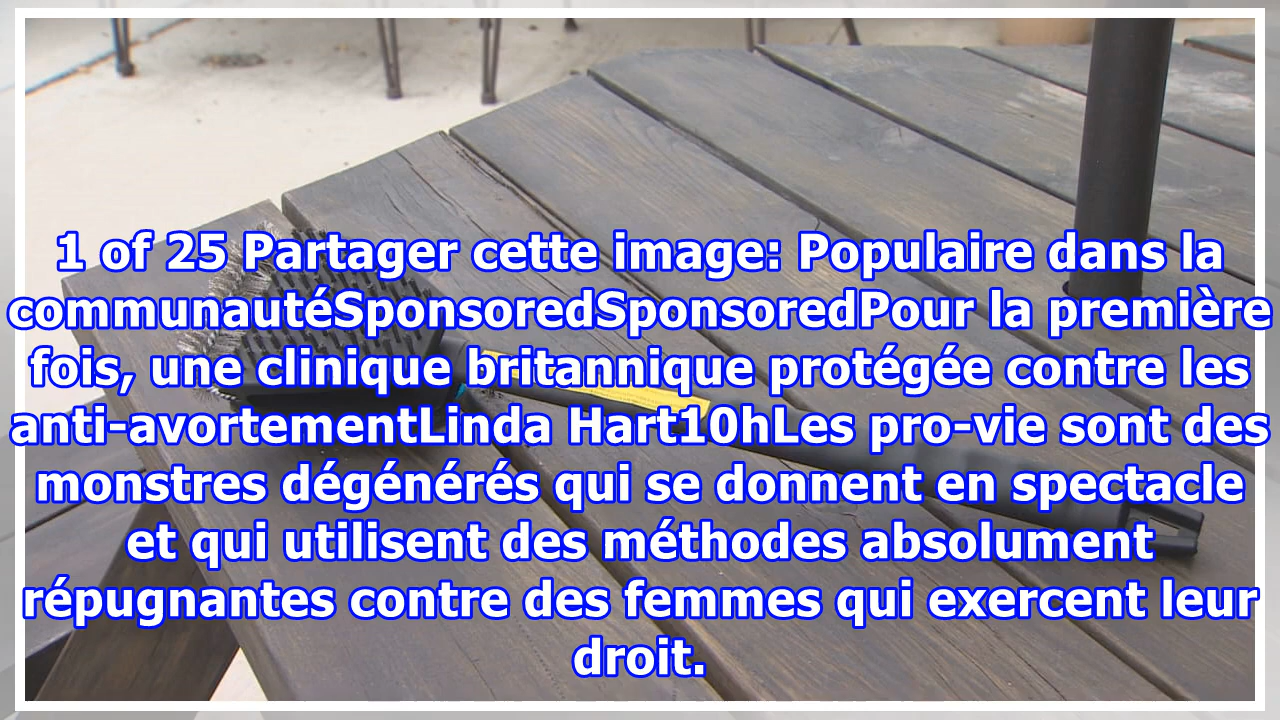 1 of 25 Partager cette image: Populaire dans la
communautéSponsoredSponsoredPour la première
fois, une clinique britannique protégée contre les
anti-avortementLinda Hart10hLes pro-vie sont des
monstres dégénérés qui se donnent en spectacle
et qui utilisent des méthodes absolument
répugnantes contre des femmes qui exercent leur
droit.